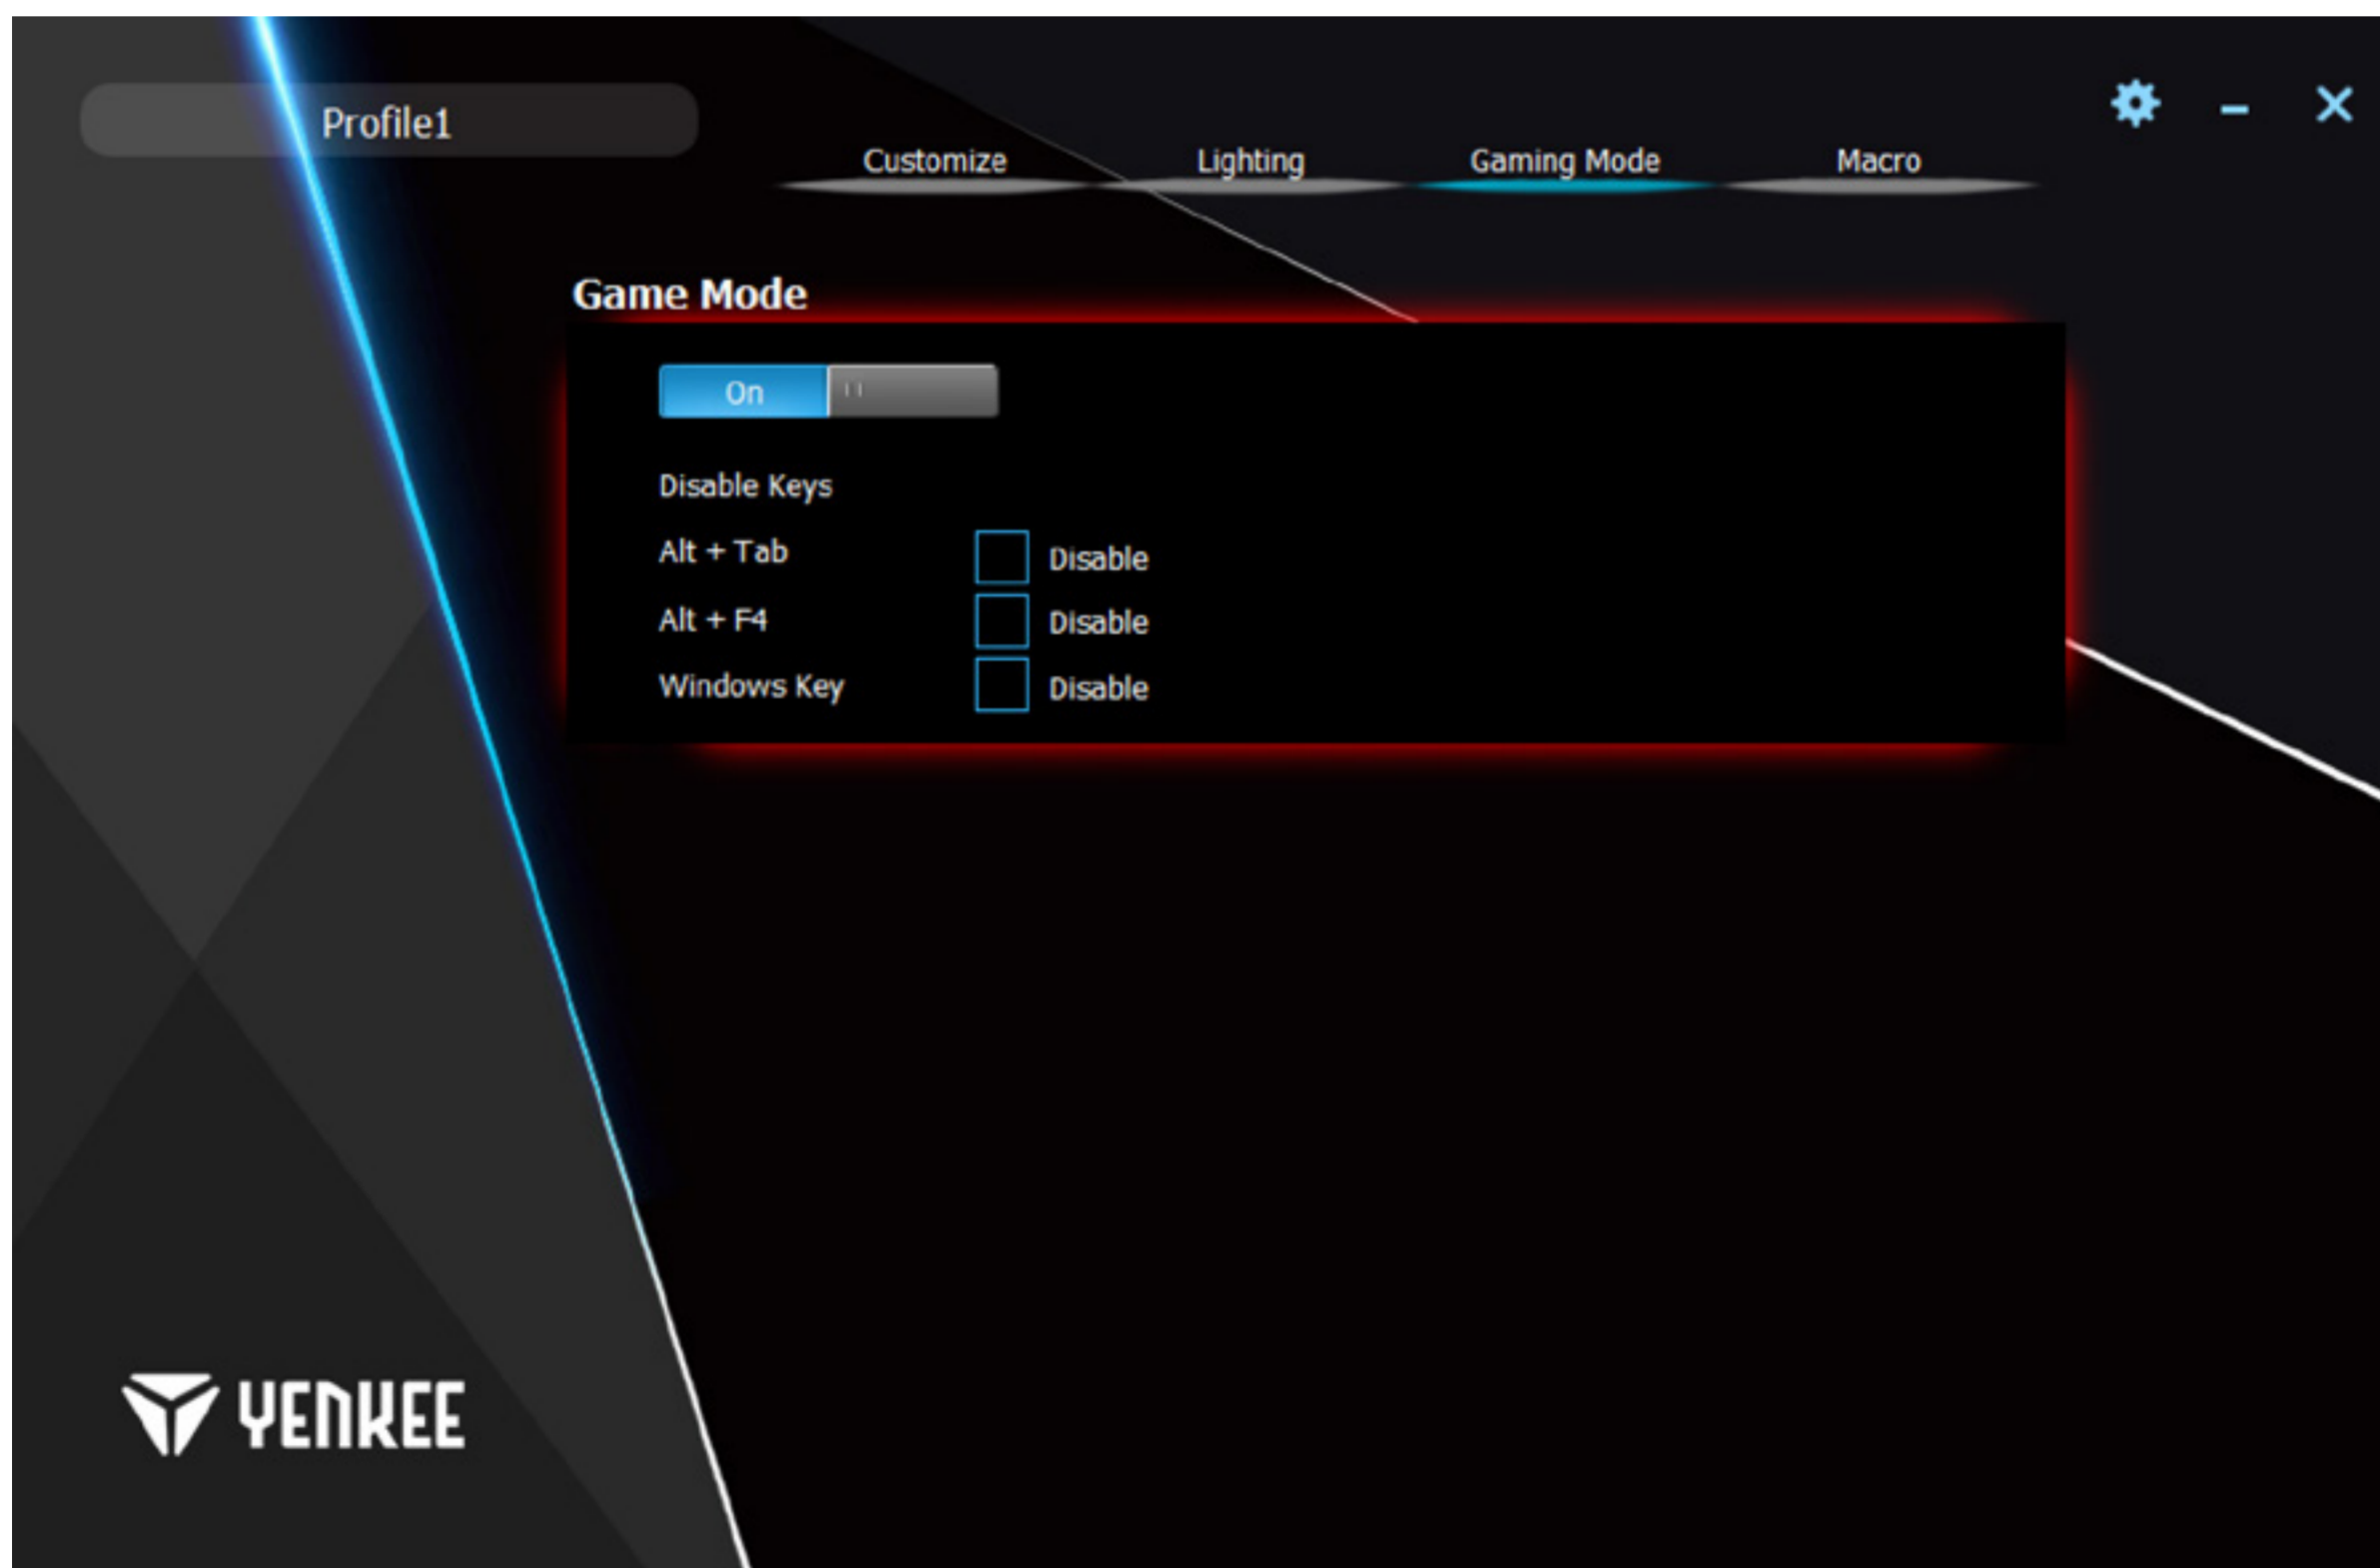 Profile1
Customize Lighting Gaming Mode Macro
Game Mode
On
Disable Keys
Alt + Tab Disable
Alt + F4 Disable
Windows Key Disable
YENKEE